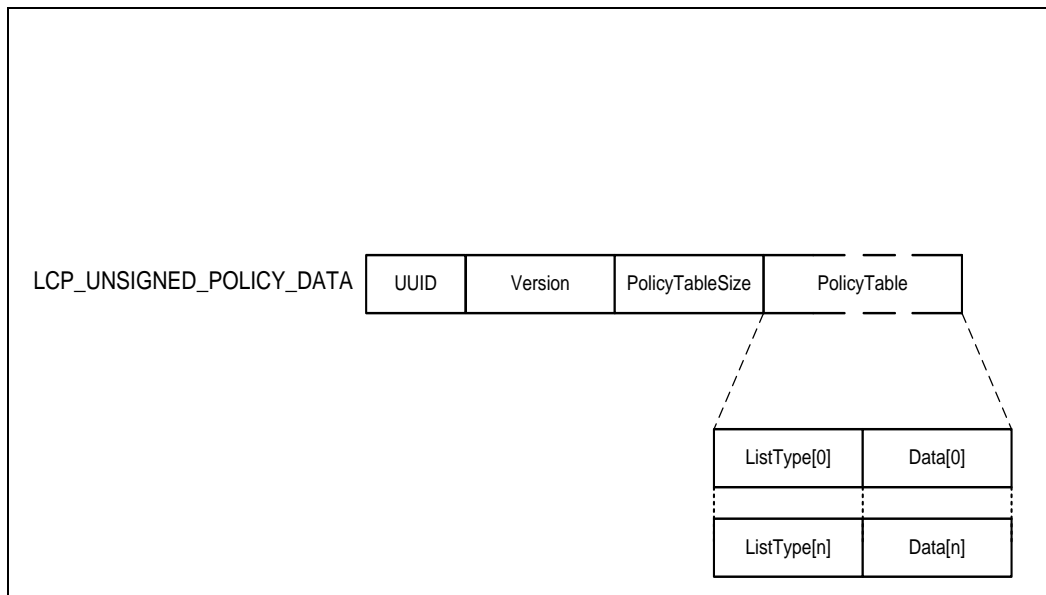 LCP_UNSIGNED_POLICY_DATA UUID Version PolicyTableSize PolicyTable
ListType[0] Data[0]
ListType[n] Data[n]